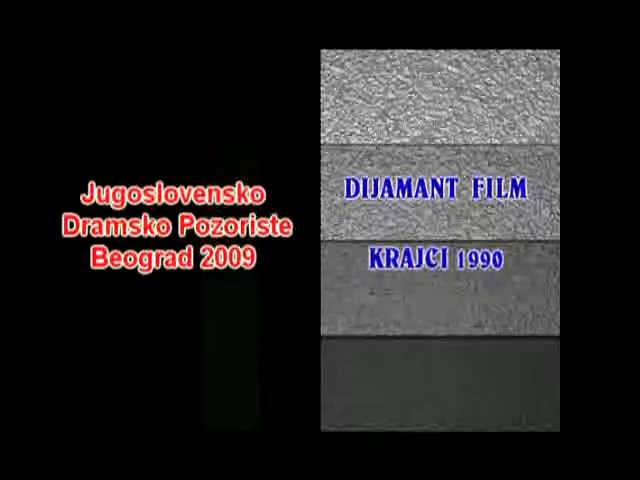 Jugoslovensko
Dramsko Pozoriste
Beograd 2009
DIJAMANT FILM
KRAJCI 1990